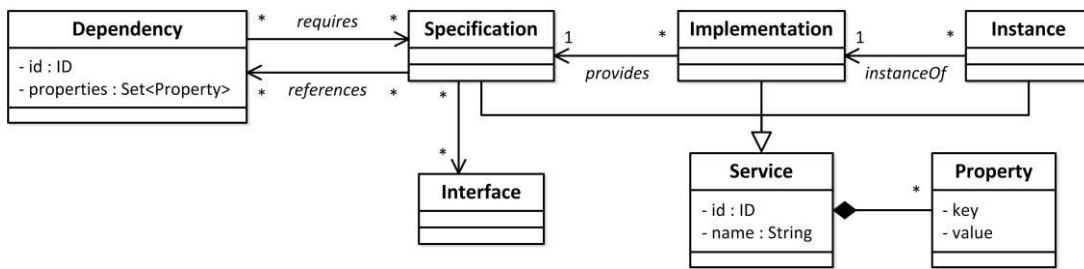 Dependency
- id : ID
- properties : Set<Property>
* requires *
* references *
Specification
1 provides *
Implementation
1 instanceOf *
Instance
*
*
Interface
Service
- id : ID
- name : String
*
Property
- key
- value